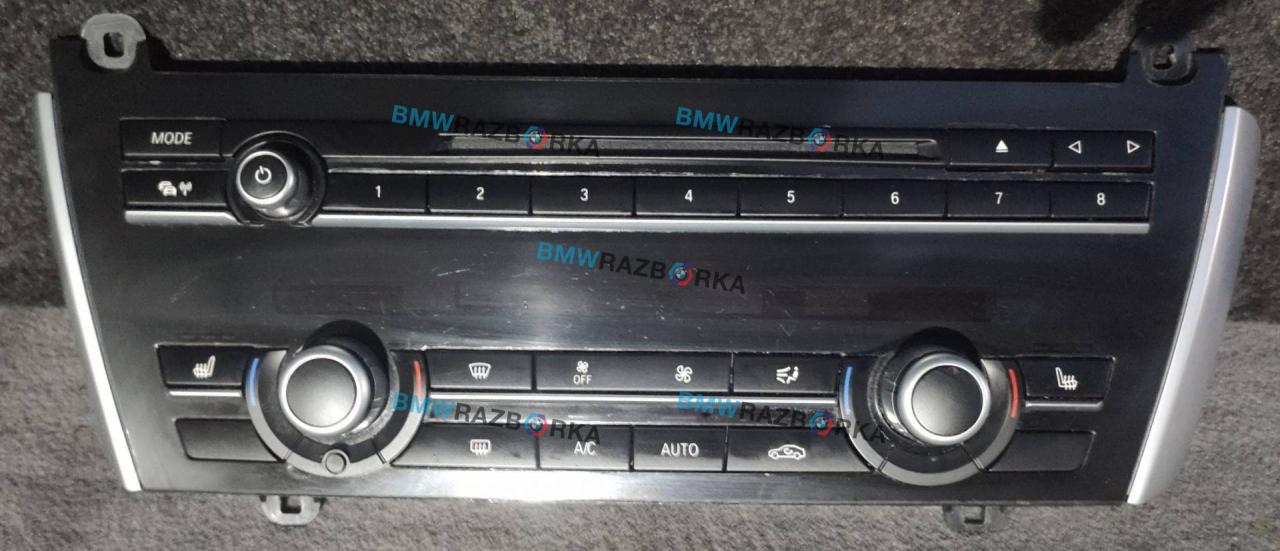 BMWRAZBORKA BMWRAZBORKA
MODE
1 2 3 4 5 6 7 8
BMWRAZBORKA
OFF
BMWRAZBORKA BMWRAZBORKA
A/C AUTO